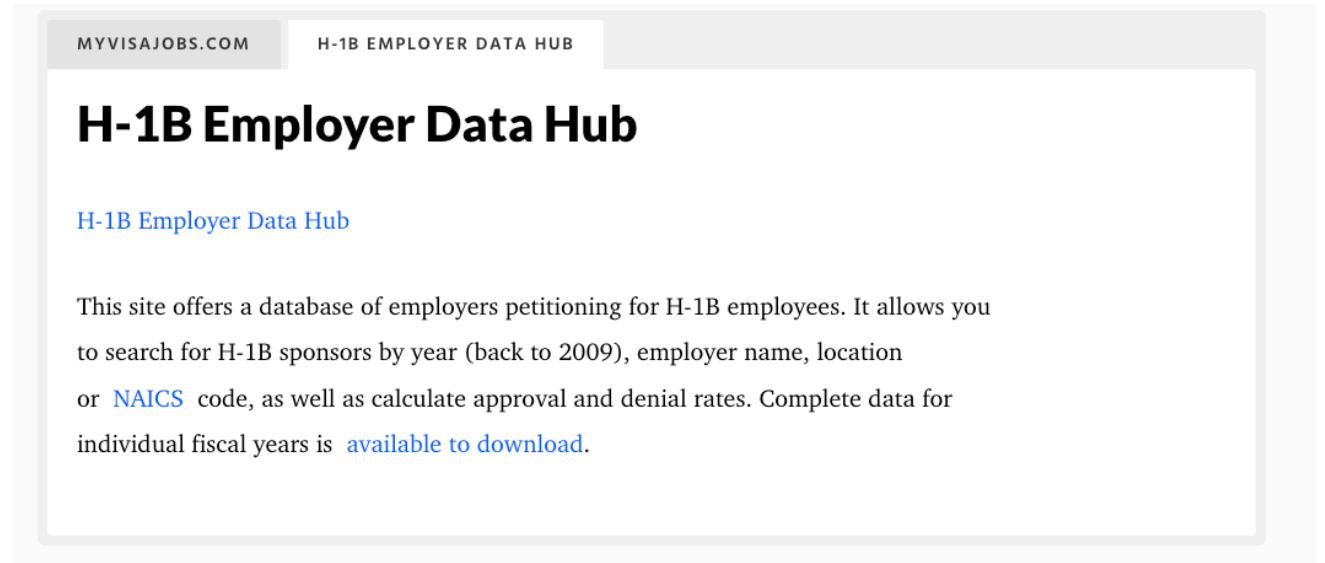 MYVISAJOBS.COM
H-1B EMPLOYER DATA HUB
H-1B Employer Data Hub
H-1B Employer Data Hub
This site offers a database of employers petitioning for H-1B employees. It allows you
to search for H-1B sponsors by year (back to 2009), employer name, location
or NAICS code, as well as calculate approval and denial rates. Complete data for
individual fiscal years is available to download.